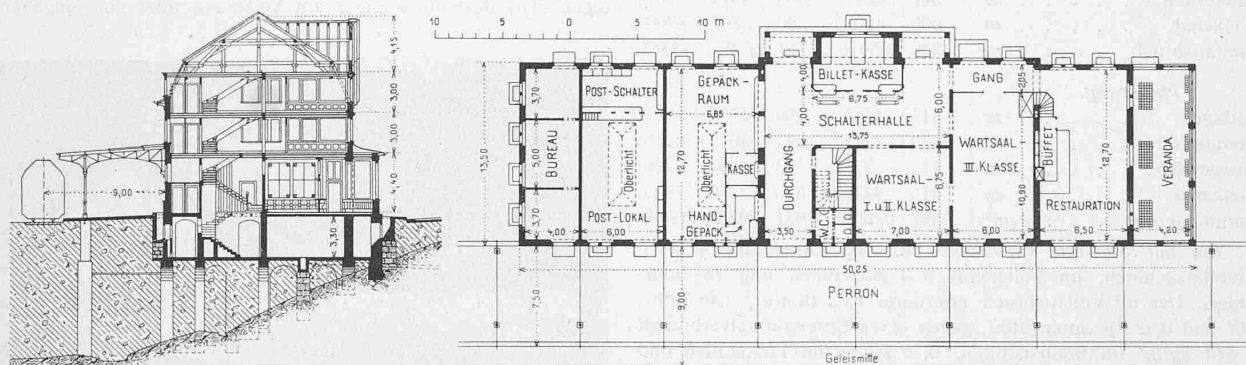 10 5 0 5 10 m
4,15
3,00
3,00
4,40
9,00
3,30
13,50
3,70
5,00
3,70
BUREAU
4,00
POST-SCHALTER
Oberlicht
POST-LOKAL
6,00
GEPÄCK-
RAUM
6,85
12,70
Oberlicht
KASSE
HAND-
GEPÄCK
4,00
BILLET-KASSE
6,75
4,00
SCHALTERHALLE
13,75
6,00
DURCHGANG
3,50
W.C.
WARTSAAL
I. u. II. KLASSE
6,75
7,00
GANG
2,05
WARTSAAL
III. KLASSE
10,90
6,00
BUFFET
12,70
RESTAURATION
6,50
VERANDA
4,20
50,25
PERRON
7,50
9,00
Geleismitte